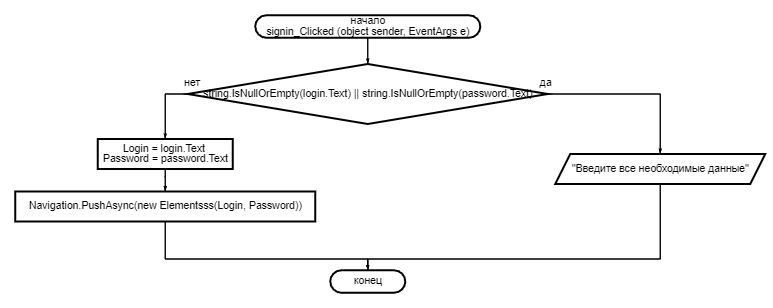 начало
signin_Clicked (object sender, EventArgs e)
нет
да
string.IsNullOrEmpty(login.Text) || string.IsNullOrEmpty(password.Text)
Login = login.Text
Password = password.Text
"Введите все необходимые данные"
Navigation.PushAsync(new Elementsss(Login, Password))
конец